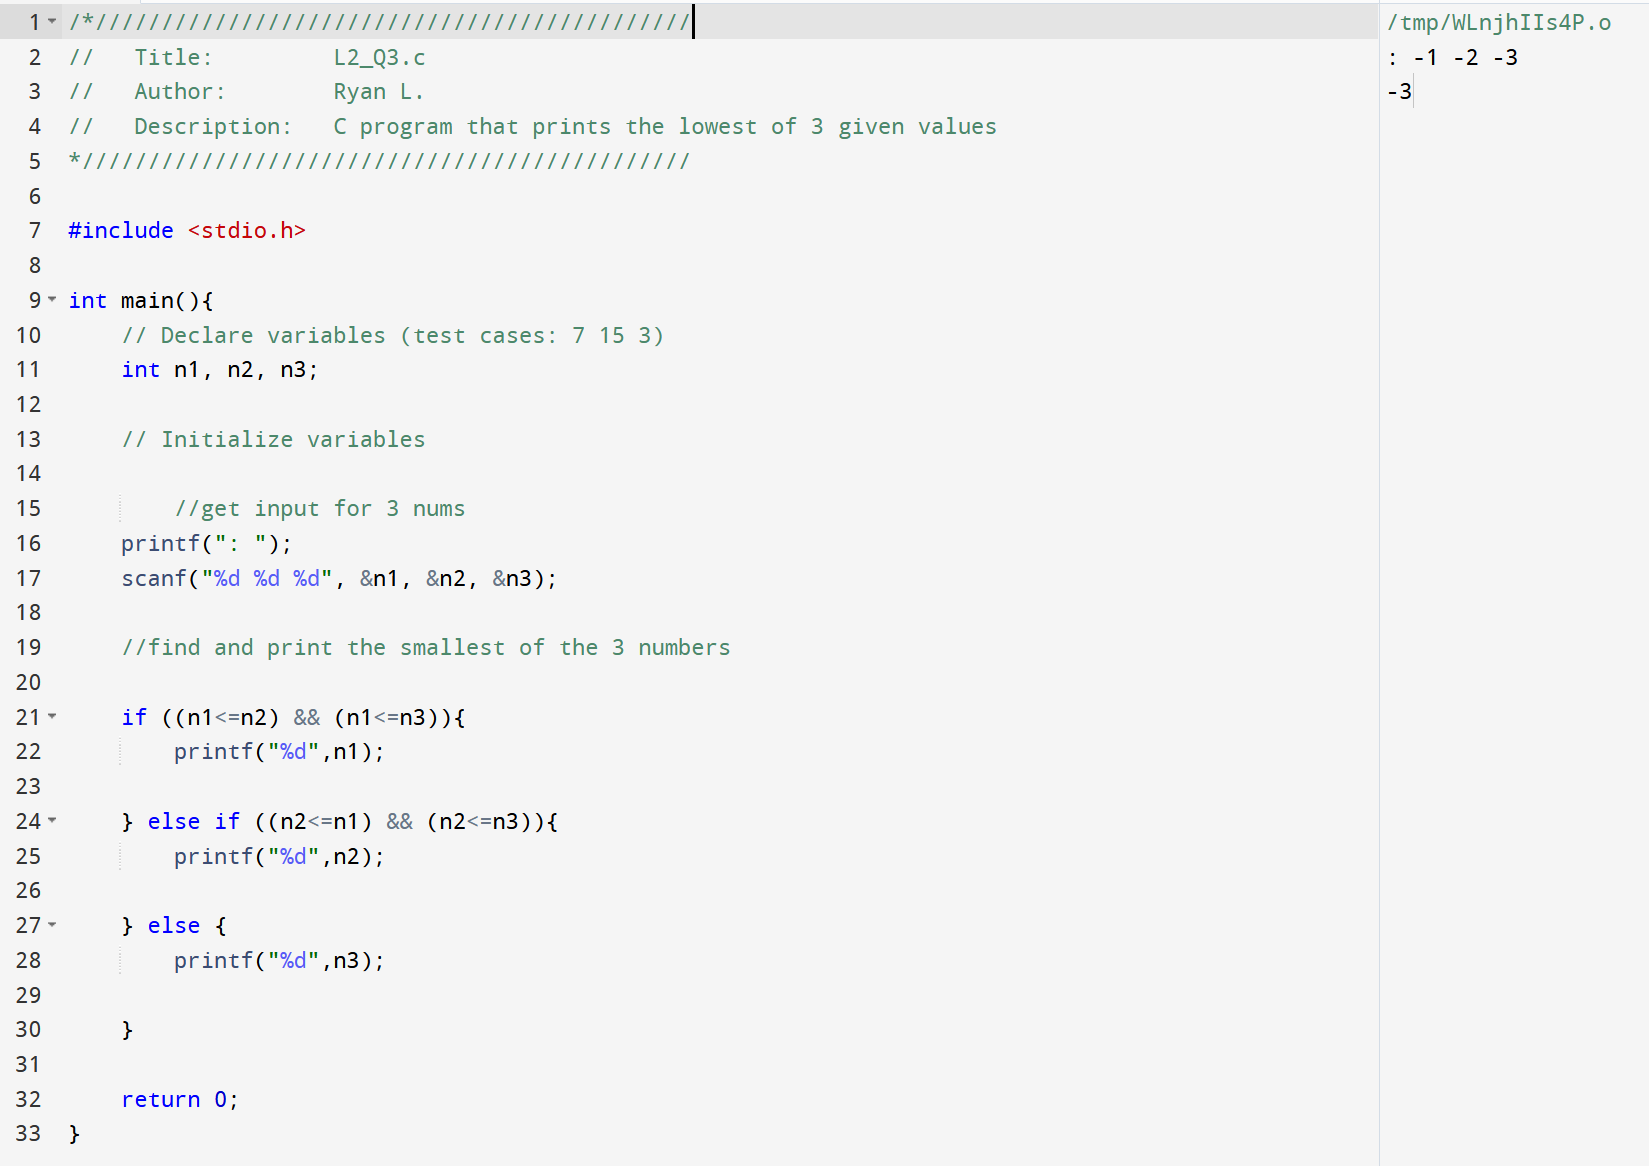 1 /*/////////////////////////////////////////////
2 //   Title:         L2_Q3.c
3 //   Author:        Ryan L.
4 //   Description:   C program that prints the lowest of 3 given values
5 *//////////////////////////////////////////////
6
7 #include <stdio.h>
8
9 int main(){
10     // Declare variables (test cases: 7 15 3)
11     int n1, n2, n3;
12
13     // Initialize variables
14
15         //get input for 3 nums
16     printf(": ");
17     scanf("%d %d %d", &n1, &n2, &n3);
18
19     //find and print the smallest of the 3 numbers
20
21     if ((n1<=n2) && (n1<=n3)){
22         printf("%d",n1);
23
24     } else if ((n2<=n1) && (n2<=n3)){
25         printf("%d",n2);
26
27     } else {
28         printf("%d",n3);
29
30     }
31
32     return 0;
33 }
/tmp/WLnjhIIs4P.o
: -1 -2 -3
-3